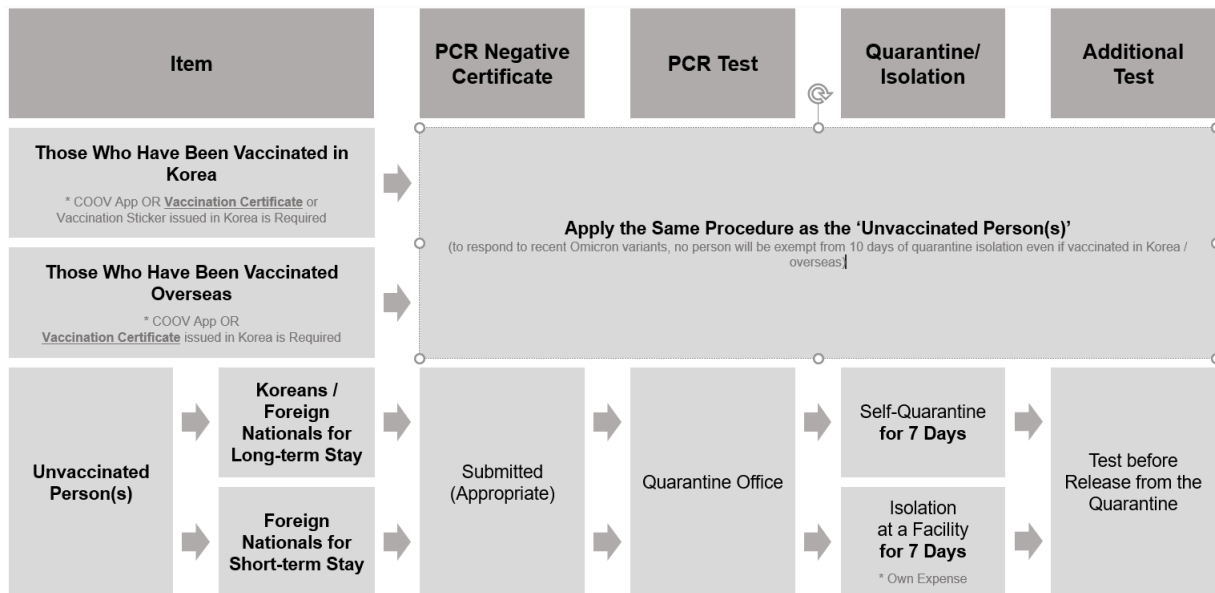 Item
PCR Negative
Certificate
PCR Test
Quarantine/
Isolation
Additional
Test
Those Who Have Been Vaccinated in
Korea
* COOV App OR Vaccination Certificate or
Vaccination Sticker issued in Korea is Required
Apply the Same Procedure as the ‘Unvaccinated Person(s)’
(to respond to recent Omicron variants, no person will be exempt from 10 days of quarantine isolation even if vaccinated in Korea /
overseas)
Those Who Have Been Vaccinated
Overseas
* COOV App OR
Vaccination Certificate issued in Korea is Required
Unvaccinated
Person(s)
Koreans /
Foreign
Nationals for
Long-term Stay
Foreign
Nationals for
Short-term Stay
Submitted
(Appropriate)
Quarantine Office
Self-Quarantine
for 7 Days
Isolation
at a Facility
for 7 Days
* Own Expense
Test before
Release from the
Quarantine